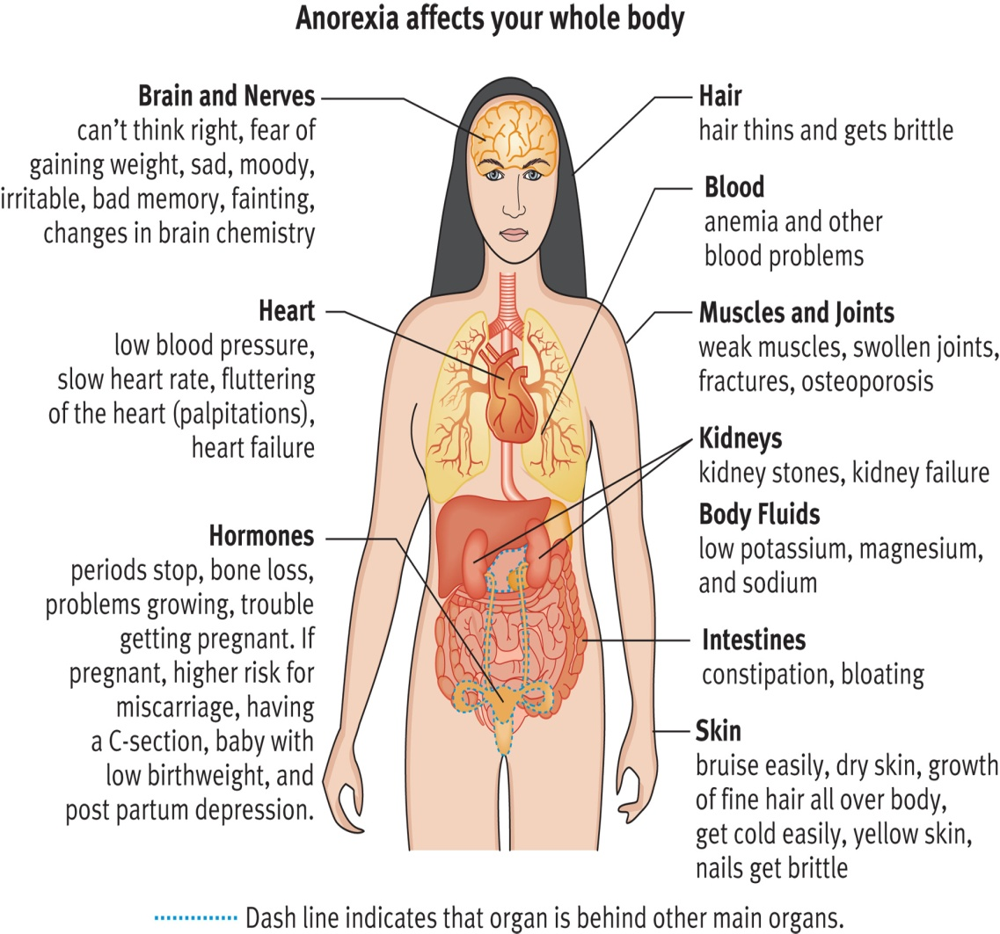 Anorexia affects your whole body
Brain and Nerves
can't think right, fear of
gaining weight, sad, moody,
irritable, bad memory, fainting,
changes in brain chemistry
Heart
low blood pressure,
slow heart rate, fluttering
of the heart (palpitations),
heart failure
Hormones
periods stop, bone loss,
problems growing, trouble
getting pregnant. If
pregnant, higher risk for
miscarriage, having
a C-section, baby with
low birthweight, and
post partum depression.
Hair
hair thins and gets brittle
Blood
anemia and other
blood problems
Muscles and Joints
weak muscles, swollen joints,
fractures, osteoporosis
Kidneys
kidney stones, kidney failure
Body Fluids
low potassium, magnesium,
and sodium
Intestines
constipation, bloating
Skin
bruise easily, dry skin, growth
of fine hair all over body,
get cold easily, yellow skin,
nails get brittle
Dash line indicates that organ is behind other main organs.